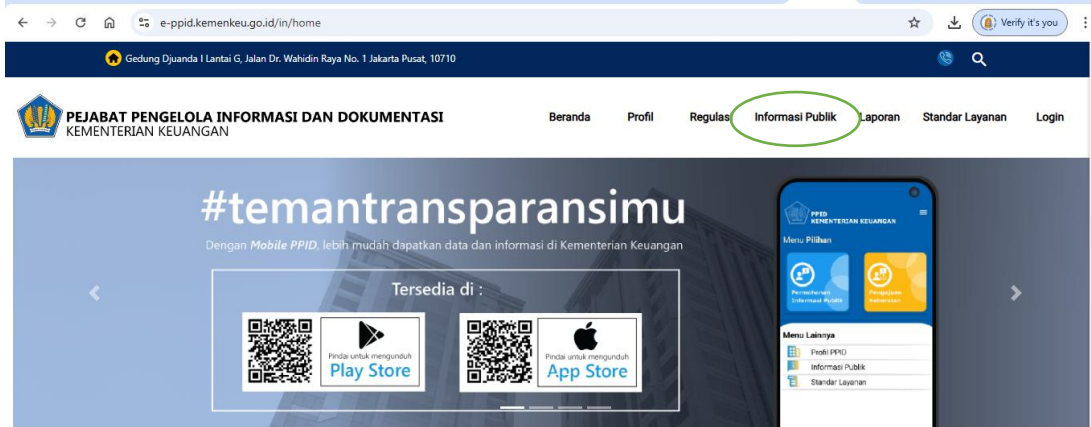 e-ppid.kemenkeu.go.id/in/home
Verify it's you
Gedung Djuanda I Lantai G, Jalan Dr. Wahidin Raya No. 1 Jakarta Pusat, 10710
PEJABAT PENGELOLA INFORMASI DAN DOKUMENTASI
KEMENTERIAN KEUANGAN
Beranda Profil Regulasi Informasi Publik Laporan Standar Layanan Login
#temantransparansimu
Dengan Mobile PPID, lebih mudah dapatkan data dan informasi di Kementerian Keuangan
Tersedia di :
Pindai untuk mengunduh
Play Store
Pindai untuk mengunduh
App Store
PPID
KEMENTERIAN KEUANGAN
Menu Pilihan
Permohonan
Informasi Publik
Pengajuan
Keberatan
Menu Lainnya
Profil PPID
Informasi Publik
Standar Layanan